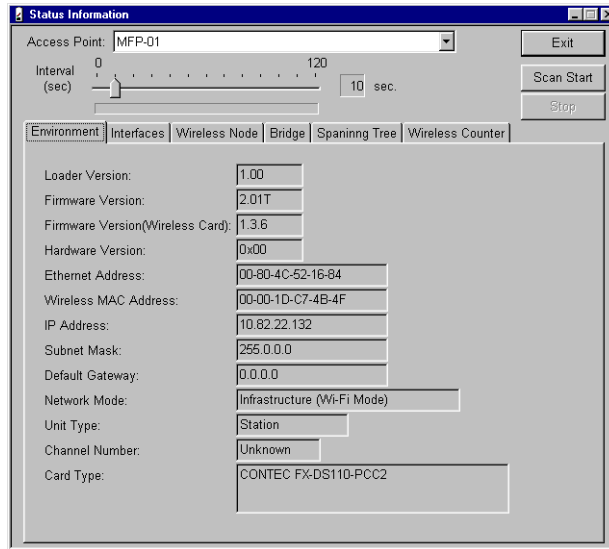 Status Information
Access Point: MFP-01
Exit
Interval (sec)
0 120
10 sec.
Scan Start
Stop
Environment Interfaces Wireless Node Bridge Spaninng Tree Wireless Counter
Loader Version: 1.00
Firmware Version: 2.01T
Firmware Version(Wireless Card): 1.3.6
Hardware Version: 0x00
Ethernet Address: 00-80-4C-52-16-84
Wireless MAC Address: 00-00-1D-C7-4B-4F
IP Address: 10.82.22.132
Subnet Mask: 255.0.0.0
Default Gateway: 0.0.0.0
Network Mode: Infrastructure (Wi-Fi Mode)
Unit Type: Station
Channel Number: Unknown
Card Type: CONTEC FX-DS110-PCC2